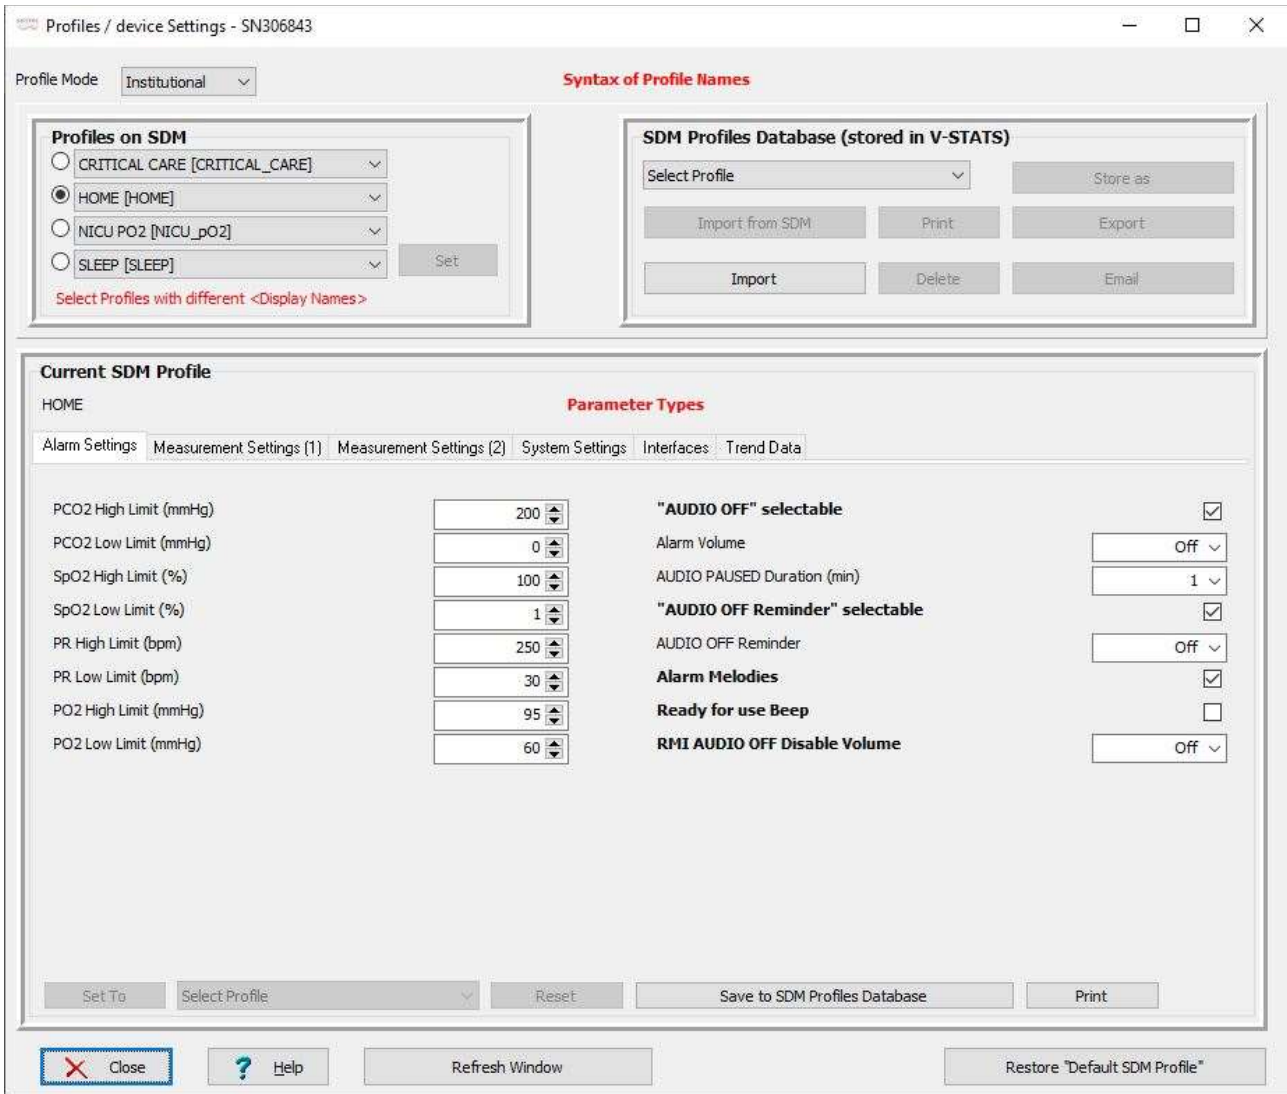 Profiles / device Settings - SN306843
Profile Mode Institutional
Syntax of Profile Names
Profiles on SDM
CRITICAL CARE [CRITICAL_CARE]
HOME [HOME]
NICU PO2 [NICU_pO2]
SLEEP [SLEEP]
Set
Select Profiles with different <Display Names>
SDM Profiles Database (stored in V-STATS)
Select Profile Store as
Import from SDM Print Export
Import Delete Email
Current SDM Profile
HOME
Parameter Types
Alarm Settings Measurement Settings (1) Measurement Settings (2) System Settings Interfaces Trend Data
PCO2 High Limit (mmHg) 200
PCO2 Low Limit (mmHg) 0
SpO2 High Limit (%) 100
SpO2 Low Limit (%) 1
PR High Limit (bpm) 250
PR Low Limit (bpm) 30
PO2 High Limit (mmHg) 95
PO2 Low Limit (mmHg) 60
"AUDIO OFF" selectable
Alarm Volume Off
AUDIO PAUSED Duration (min) 1
"AUDIO OFF Reminder" selectable
AUDIO OFF Reminder Off
Alarm Melodies
Ready for use Beep
RMI AUDIO OFF Disable Volume Off
Set To Select Profile Reset Save to SDM Profiles Database Print
Close ? Help Refresh Window Restore "Default SDM Profile"